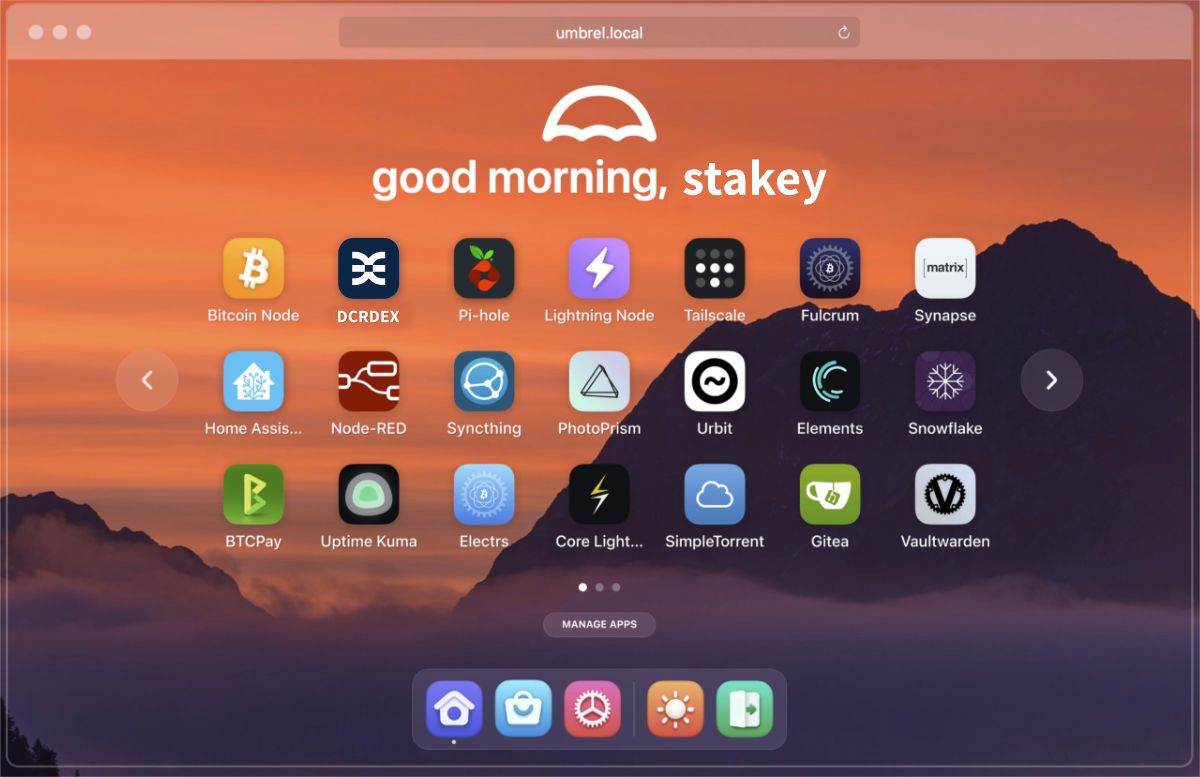 umbrel.local
good morning, stakey
Bitcoin Node
DCRDEX
Pi-hole
Lightning Node
Tailscale
Fulcrum
[matrix]
Synapse
Home Assis...
Node-RED
Syncthing
PhotoPrism
Urbit
Elements
Snowflake
BTCPay
Uptime Kuma
Electrs
Core Light...
SimpleTorrent
Gitea
Vaultwarden
MANAGE APPS